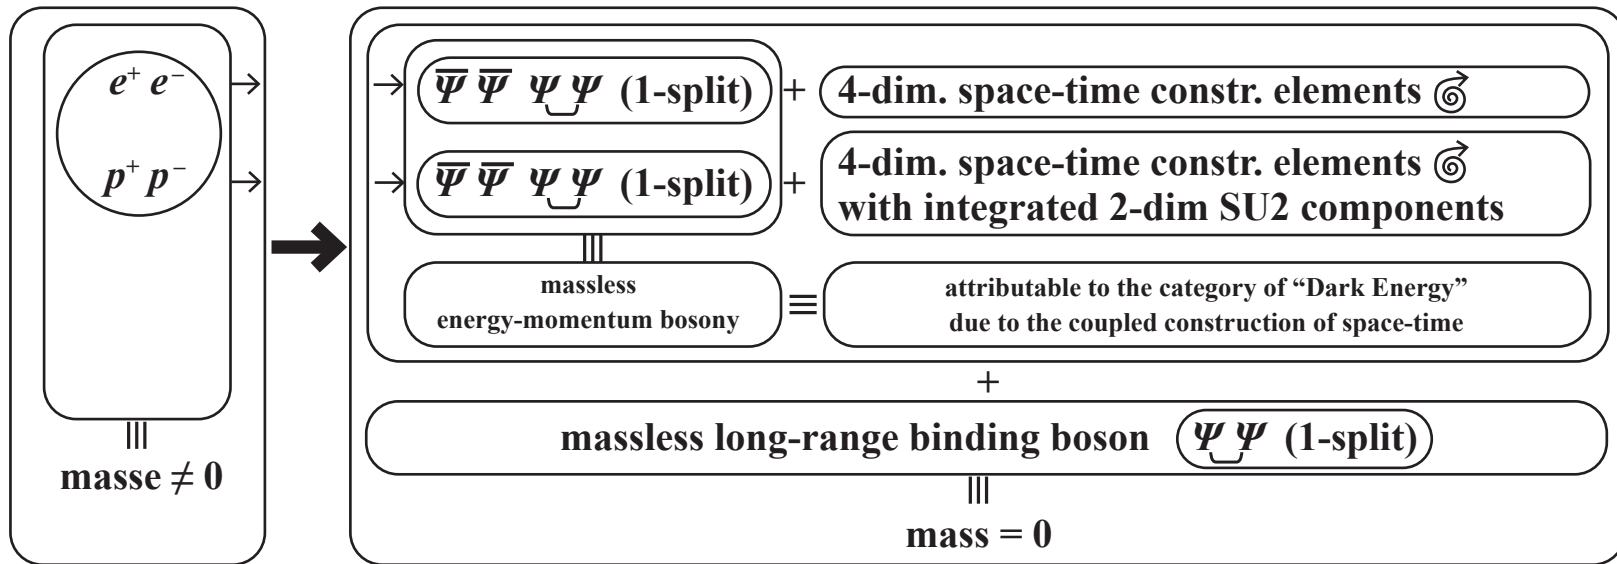 e⁺ e⁻
p⁺ p⁻
≡
masse ≠ 0
→ Ψ̅ Ψ̅ Ψ Ψ (1-split) + 4-dim. space-time constr. elements
→ Ψ̅ Ψ̅ Ψ Ψ (1-split) + 4-dim. space-time constr. elements
with integrated 2-dim SU2 components
≡
massless
energy-momentum bosony
≡
attributable to the category of “Dark Energy”
due to the coupled construction of space-time
+
massless long-range binding boson Ψ Ψ (1-split)
≡
mass = 0